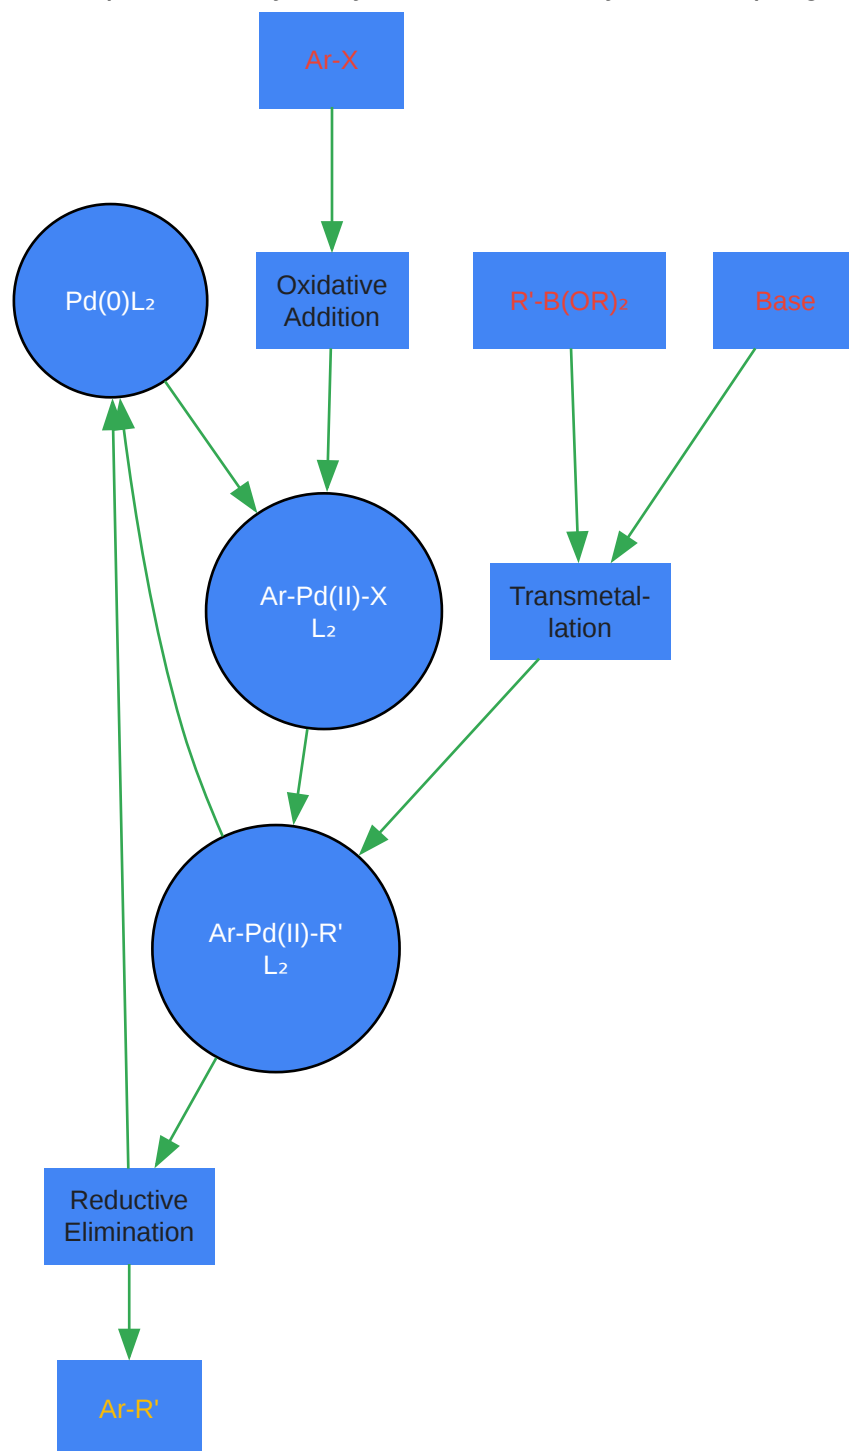 Ar-X
Pd(0)L₂
Oxidative
Addition
R'-B(OR)₂
Base
Ar-Pd(II)-X
L₂
Transmetal-
lation
Ar-Pd(II)-R'
L₂
Reductive
Elimination
Ar-R'